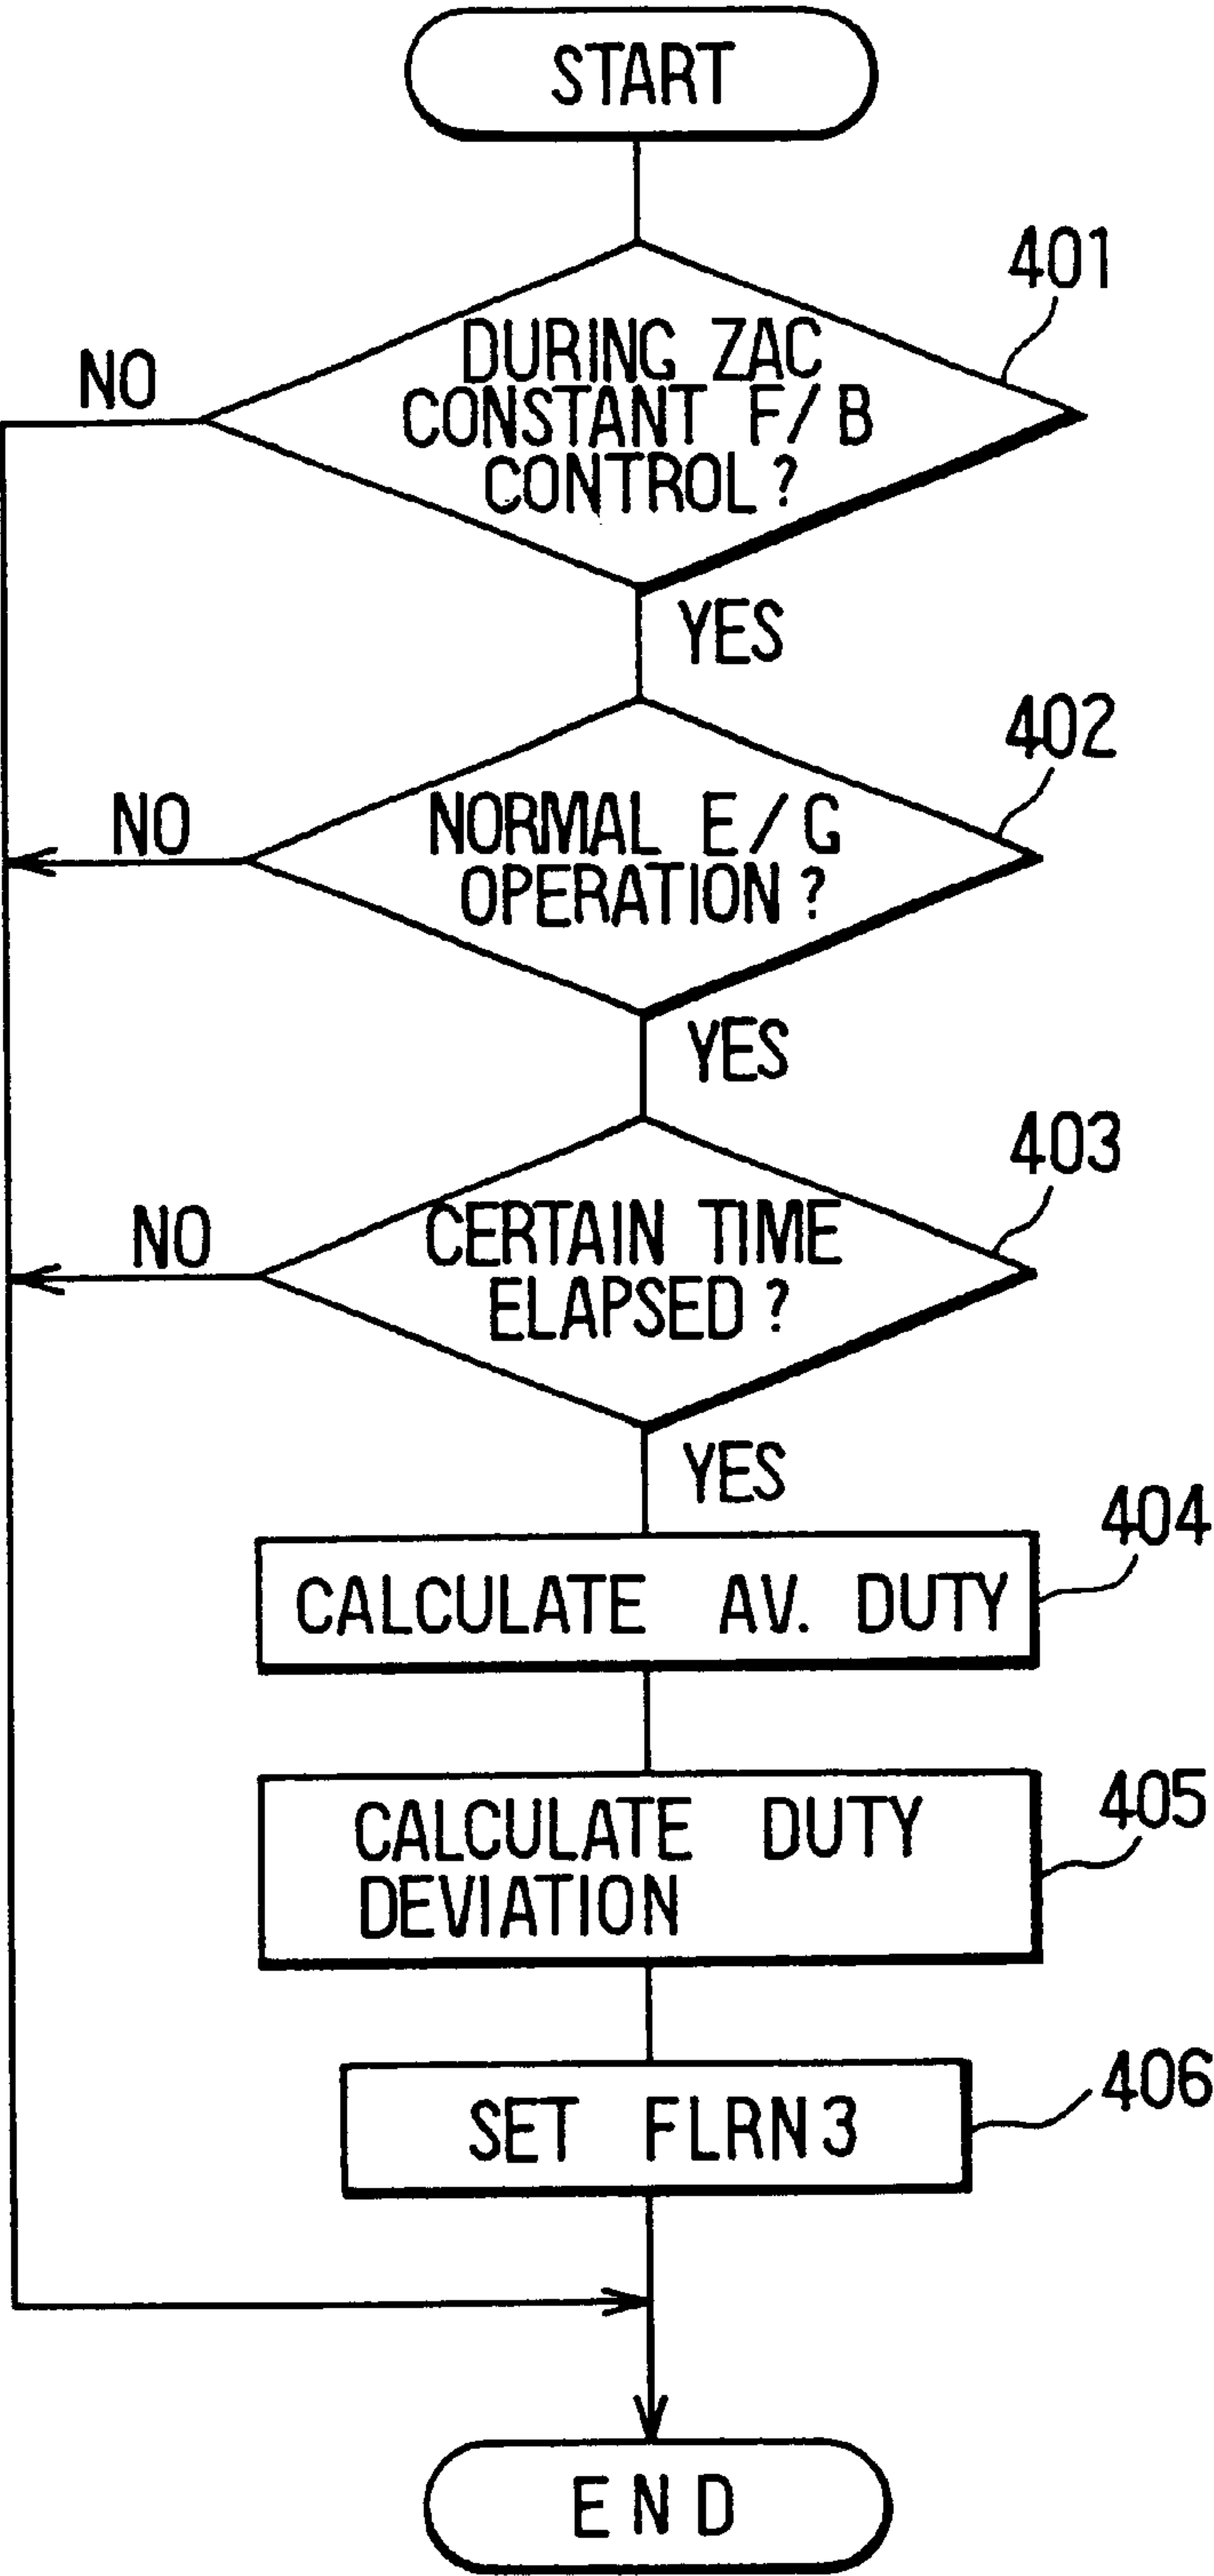 START
401
DURING ZAC
CONSTANT F/B
CONTROL?
NO
YES
402
NORMAL E/G
OPERATION?
NO
YES
403
CERTAIN TIME
ELAPSED?
NO
YES
404
CALCULATE AV. DUTY
405
CALCULATE DUTY
DEVIATION
406
SET FLRN3
END